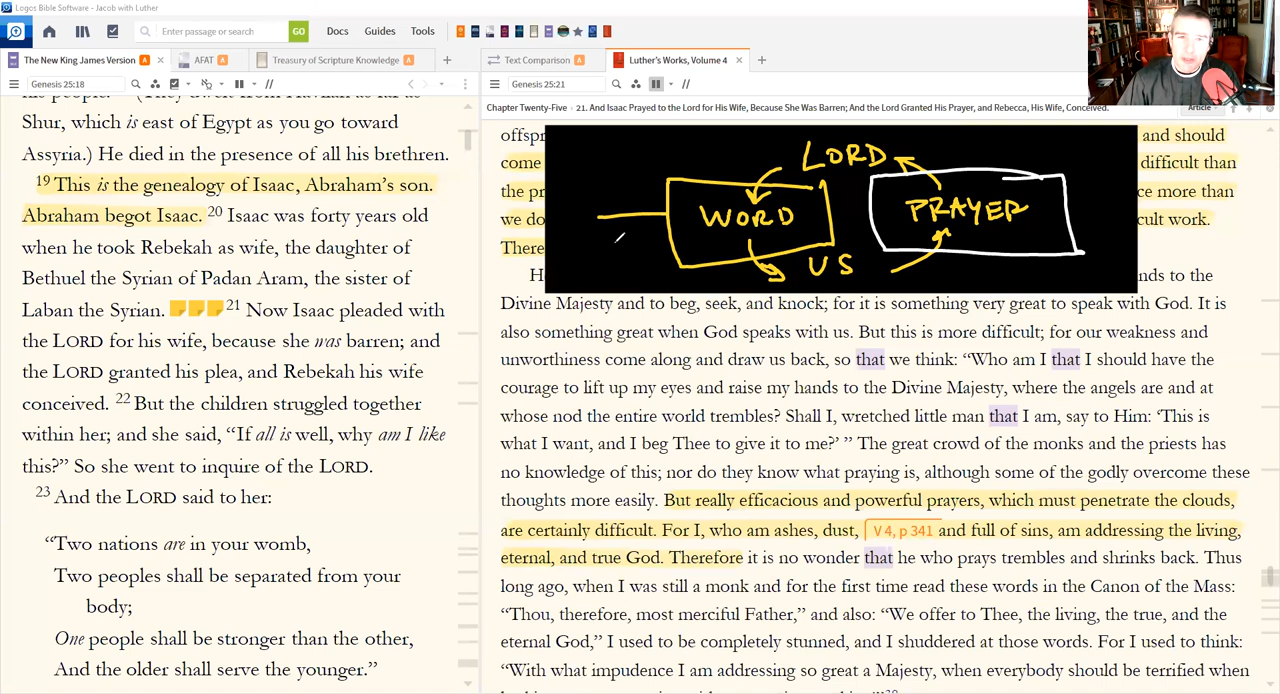 Logos Bible Software - Jacob with Luther
Enter passage or search
GO
Docs
Guides
Tools
The New King James Version
A
AFAT
A
Treasury of Scripture Knowledge
A
Text Comparison
A
Luther's Works, Volume 4
Genesis 25:18
Genesis 25:21
Chapter Twenty-Five
21. And Isaac Prayed to the Lord for His Wife, Because She Was Barren; And the Lord Granted His Prayer, and Rebecca, His Wife, Conceived.
Article
Shur, which is east of Egypt as you go toward
Assyria.) He died in the presence of all his brethren.
19 This is the genealogy of Isaac, Abraham's son.
Abraham begot Isaac. 20 Isaac was forty years old
when he took Rebekah as wife, the daughter of
Bethuel the Syrian of Padan Aram, the sister of
Laban the Syrian. 21 Now Isaac pleaded with
the LORD for his wife, because she was barren; and
the LORD granted his plea, and Rebekah his wife
conceived. 22 But the children struggled together
within her; and she said, “If all is well, why am I like
this?” So she went to inquire of the LORD.
23 And the LORD said to her:
“Two nations are in your womb,
Two peoples shall be separated from your
body;
One people shall be stronger than the other,
And the older shall serve the younger.”
offspr
and should
come
difficult than
the pr
ce more than
we do
cult work.
There
LORD
WORD
PRAYER
US
H
nds to the
Divine Majesty and to beg, seek, and knock; for it is something very great to speak with God. It
is also something great when God speaks with us. But this is more difficult; for our weakness and
unworthiness come along and draw us back, so that we think: “Who am I that I should have the
courage to lift up my eyes and raise my hands to the Divine Majesty, where the angels are and at
whose nod the entire world trembles? Shall I, wretched little man that I am, say to Him: ‘This is
what I want, and I beg Thee to give it to me?’ ” The great crowd of the monks and the priests has
no knowledge of this; nor do they know what praying is, although some of the godly overcome these
thoughts more easily. But really efficacious and powerful prayers, which must penetrate the clouds,
are certainly difficult. For I, who am ashes, dust, V 4, p 341 and full of sins, am addressing the living,
eternal, and true God. Therefore it is no wonder that he who prays trembles and shrinks back. Thus
long ago, when I was still a monk and for the first time read these words in the Canon of the Mass:
“Thou, therefore, most merciful Father,” and also: “We offer to Thee, the living, the true, and the
eternal God,” I used to be completely stunned, and I shuddered at those words. For I used to think:
“With what impudence I am addressing so great a Majesty, when everybody should be terrified when